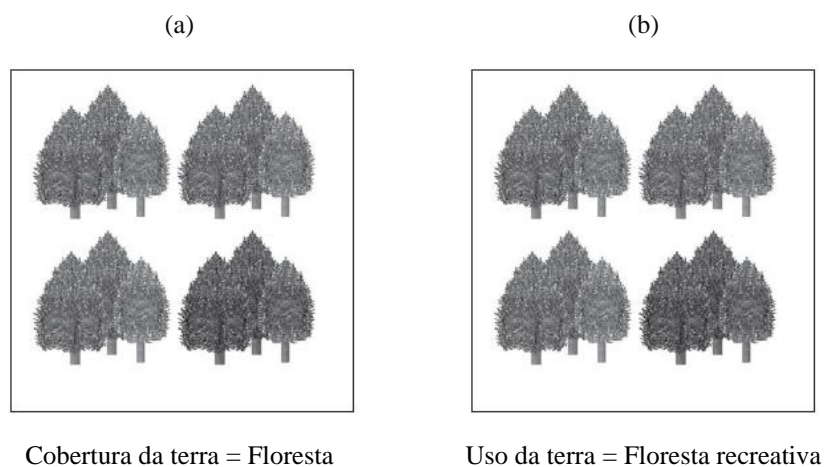 (a) (b)
Cobertura da terra = Floresta Uso da terra = Floresta recreativa